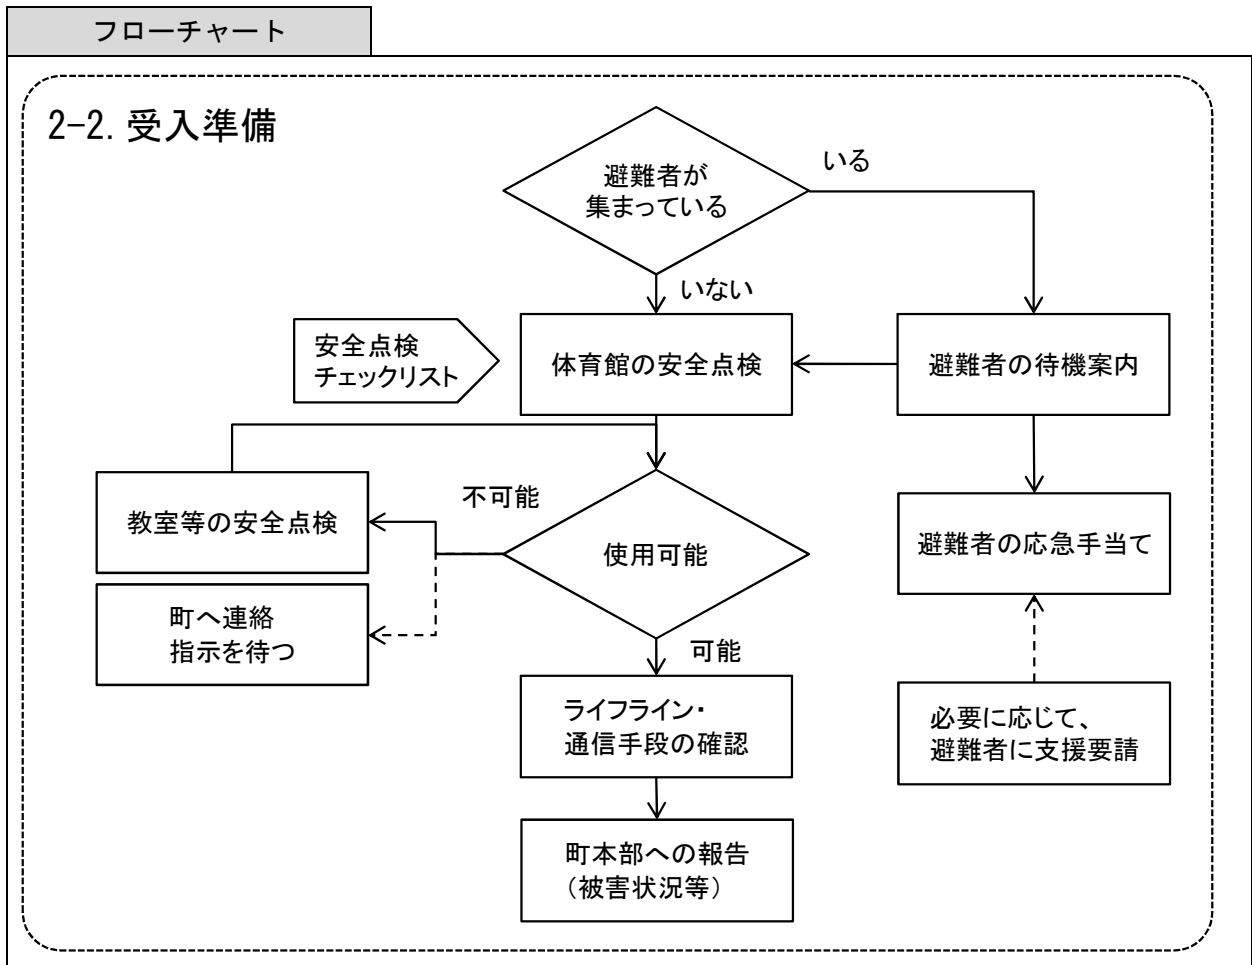 フローチャート
2-2. 受入準備
避難者が
集まっている
いる
いない
安全点検
チェックリスト
体育館の安全点検
避難者の待機案内
不可能
教室等の安全点検
使用可能
避難者の応急手当て
町へ連絡
指示を待つ
可能
ライフライン・
通信手段の確認
必要に応じて、
避難者に支援要請
町本部への報告
（被害状況等）